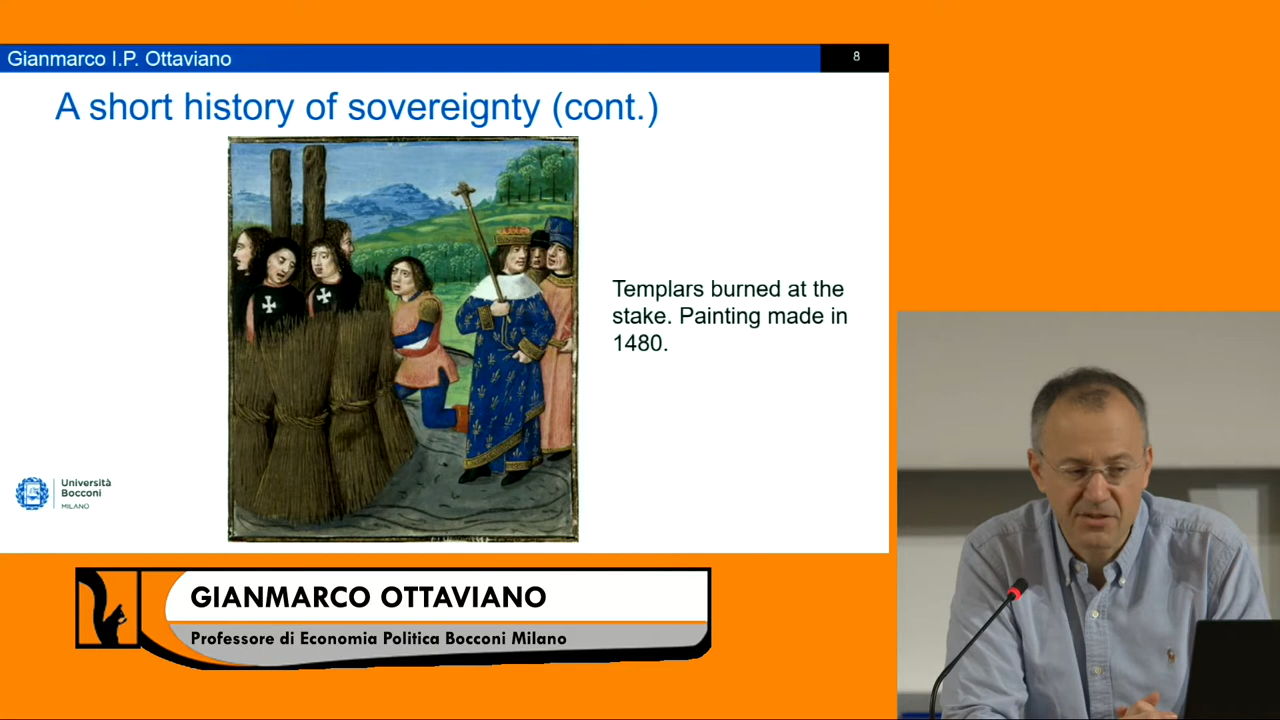 Gianmarco I.P. Ottaviano
8
A short history of sovereignty (cont.)
Templars burned at the
stake. Painting made in
1480.
Università
Bocconi
MILANO
GIANMARCO OTTAVIANO
Professore di Economia Politica Bocconi Milano